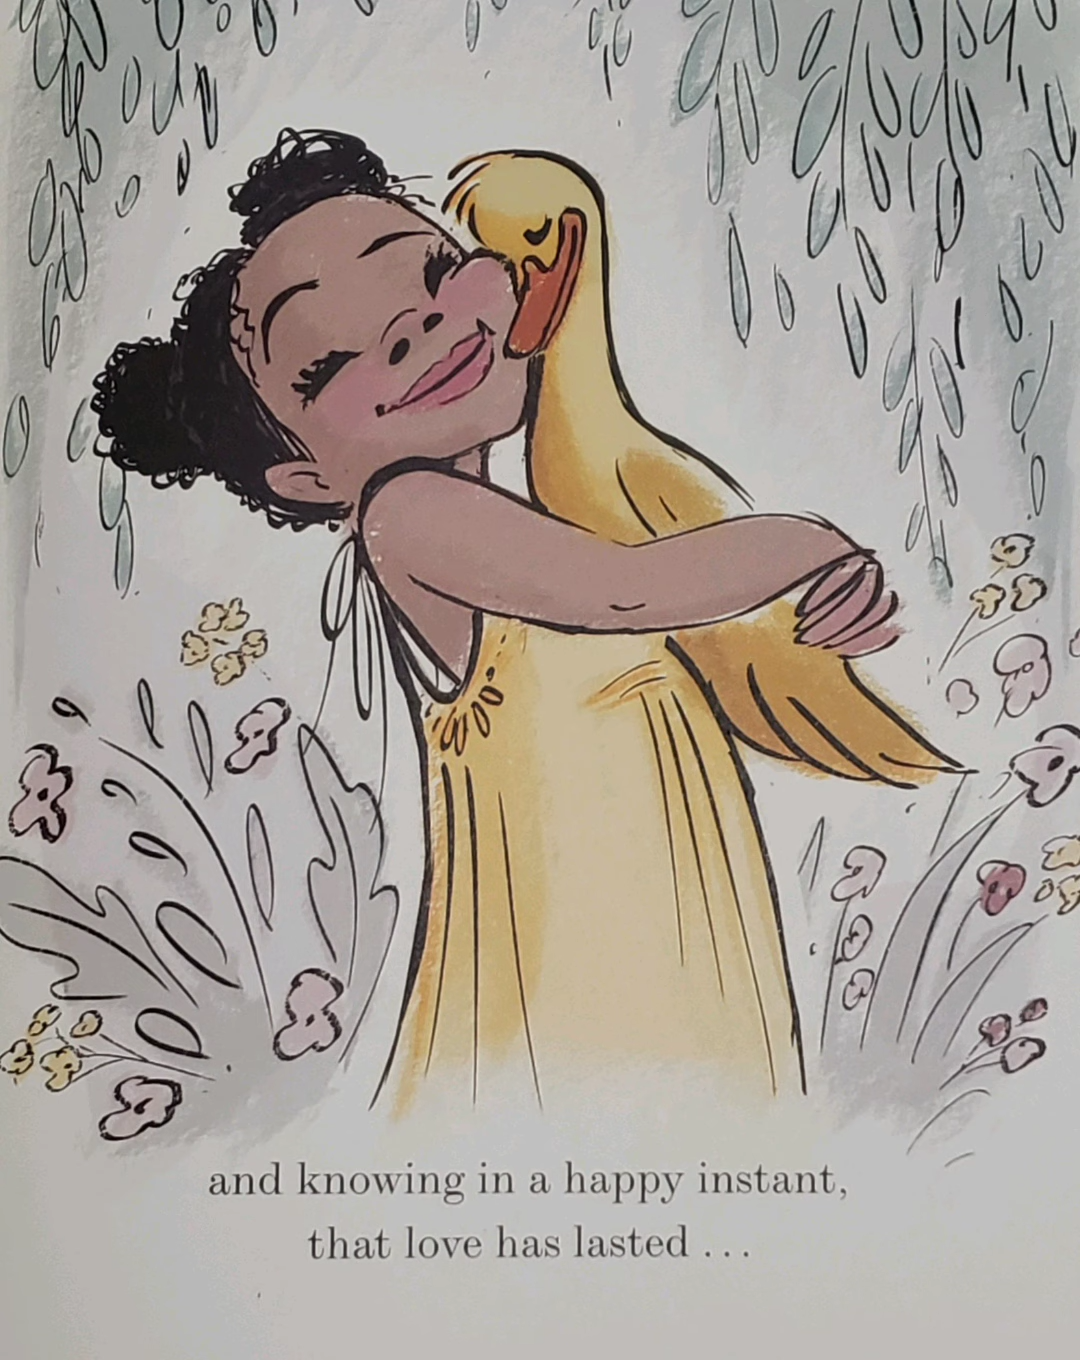 and knowing in a happy instant,
that love has lasted . . .